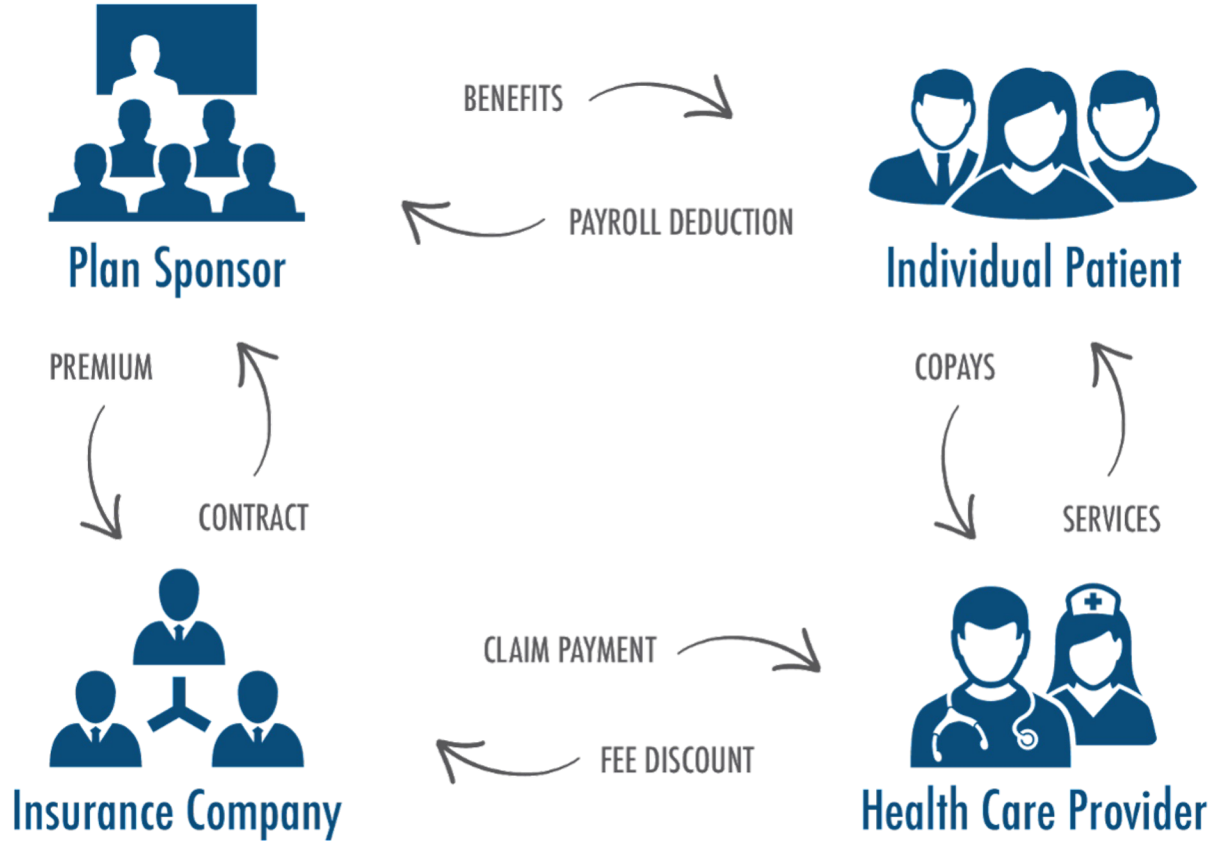 BENEFITS
PAYROLL DEDUCTION
Plan Sponsor
Individual Patient
PREMIUM
CONTRACT
COPAYS
SERVICES
CLAIM PAYMENT
FEE DISCOUNT
Insurance Company
Health Care Provider